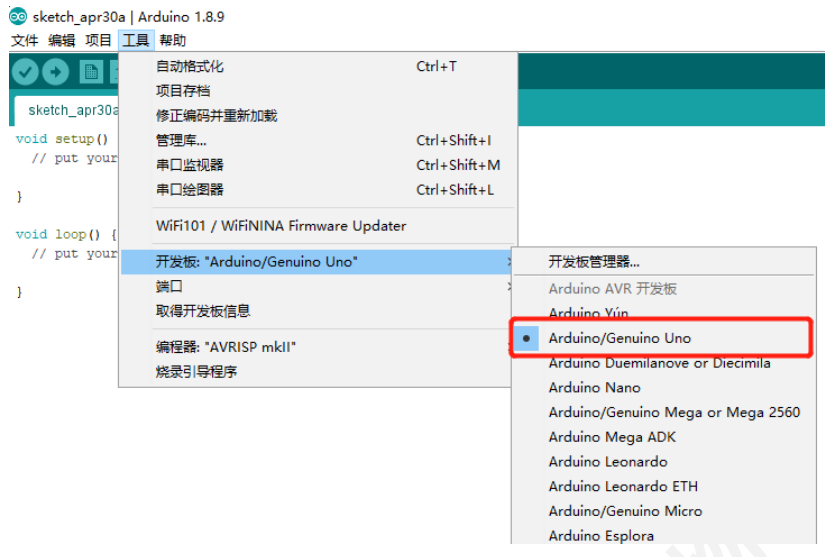 sketch_apr30a | Arduino 1.8.9
文件 编辑 项目 工具 帮助
sketch_apr30a
void setup()
// put your
}
void loop() {
// put your
}
自动格式化 Ctrl+T
项目存档
修正编码并重新加载
管理库... Ctrl+Shift+I
串口监视器 Ctrl+Shift+M
串口绘图器 Ctrl+Shift+L
WiFi101 / WiFiNINA Firmware Updater
开发板: "Arduino/Genuino Uno"
端口
取得开发板信息
编程器: "AVRISP mkII"
烧录引导程序
开发板管理器...
Arduino AVR 开发板
Arduino Yún
Arduino/Genuino Uno
Arduino Duemilanove or Diecimila
Arduino Nano
Arduino/Genuino Mega or Mega 2560
Arduino Mega ADK
Arduino Leonardo
Arduino Leonardo ETH
Arduino/Genuino Micro
Arduino Esplora